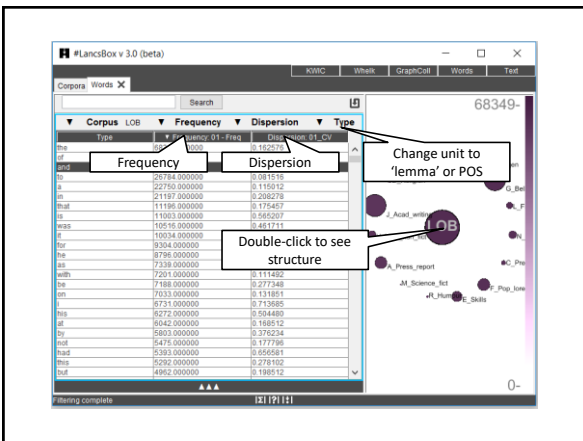 #LancsBox v 3.0 (beta)
KWIC Whelk GraphColl Words Text
Corpora Words
Search
68349-
▼ Corpus LOB ▼ Frequency ▼ Dispersion ▼ Type
Type ▼ Frequency: 01 - Freq Dispersion: 01_CV
the 0.162576
of
and
to 26784.000000 0.081516
a 22750.000000 0.115012
in 21197.000000 0.208278
that 11196.000000 0.175457
is 11003.000000 0.565207
was 10516.000000 0.461711
it 10034.000000
for 9304.000000
he 8796.000000
as 7338.000000
with 7201.000000 0.111492
be 7188.000000 0.277348
on 7033.000000 0.131851
i 6731.000000 0.713685
his 6272.000000 0.504480
at 6042.000000 0.168512
by 5803.000000 0.376234
not 5475.000000 0.177796
had 5393.000000 0.656581
this 5292.000000 0.278102
but 4962.000000 0.198512
Frequency
Dispersion
Change unit to
'lemma' or POS
Double-click to see
structure
G_Bel
L_F
J_Acad_writing
LOB
N_
A_Press_report
C_Pre
M_Science_fict
F_Pop_lore
R_Humour
E_Skills
0-
Filtering complete